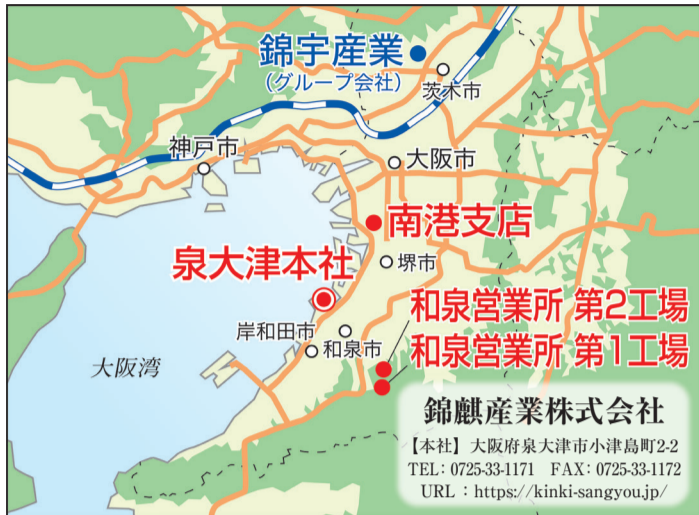 錦宇産業
(グループ会社)
茨木市
神戸市
大阪市
南港支店
泉大津本社
堺市
和泉営業所 第2工場
岸和田市
和泉市
和泉営業所 第1工場
大阪湾
錦麒産業株式会社
【本社】大阪府泉大津市小津島町2-2
TEL: 0725-33-1171 FAX: 0725-33-1172
URL : https://kinki-sangyou.jp/